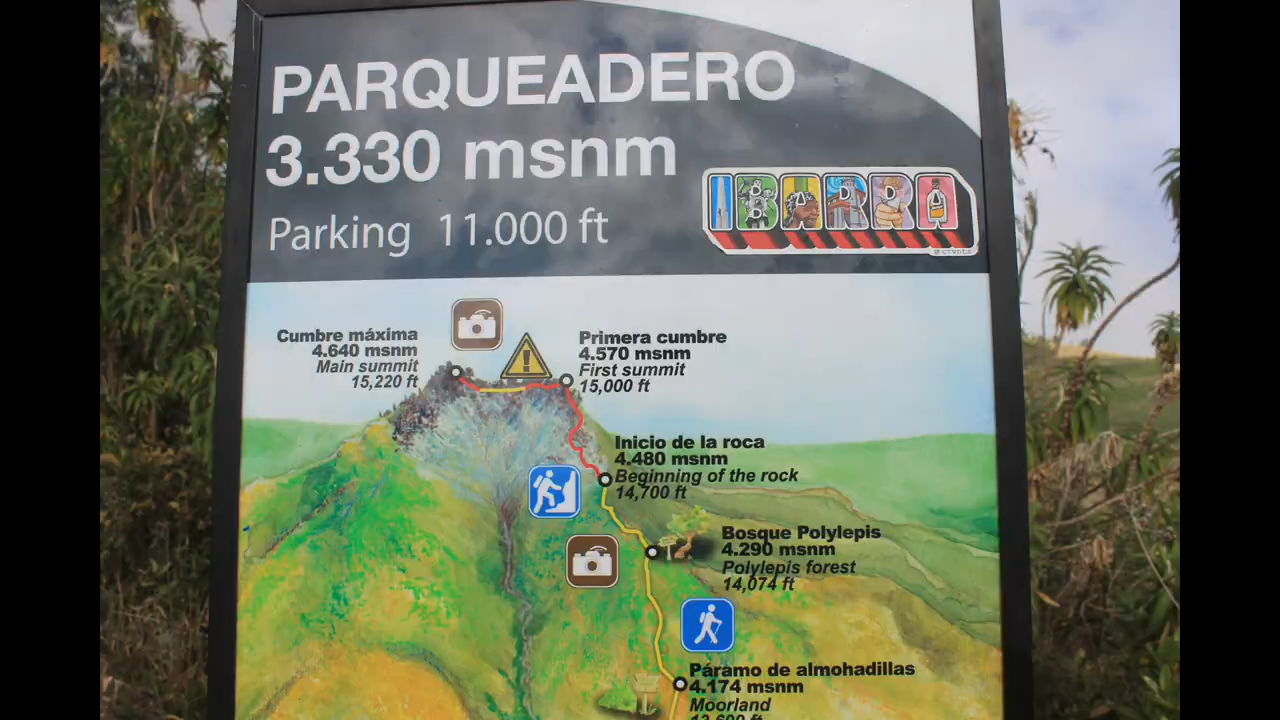 PARQUEADERO
3.330 msnm
Parking 11.000 ft
IBARRA
Cumbre máxima
4.640 msnm
Main summit
15,220 ft
Primera cumbre
4.570 msnm
First summit
15,000 ft
Inicio de la roca
4.480 msnm
Beginning of the rock
14,700 ft
Bosque Polylepis
4.290 msnm
Polylepis forest
14,074 ft
Páramo de almohadillas
4.174 msnm
Moorland